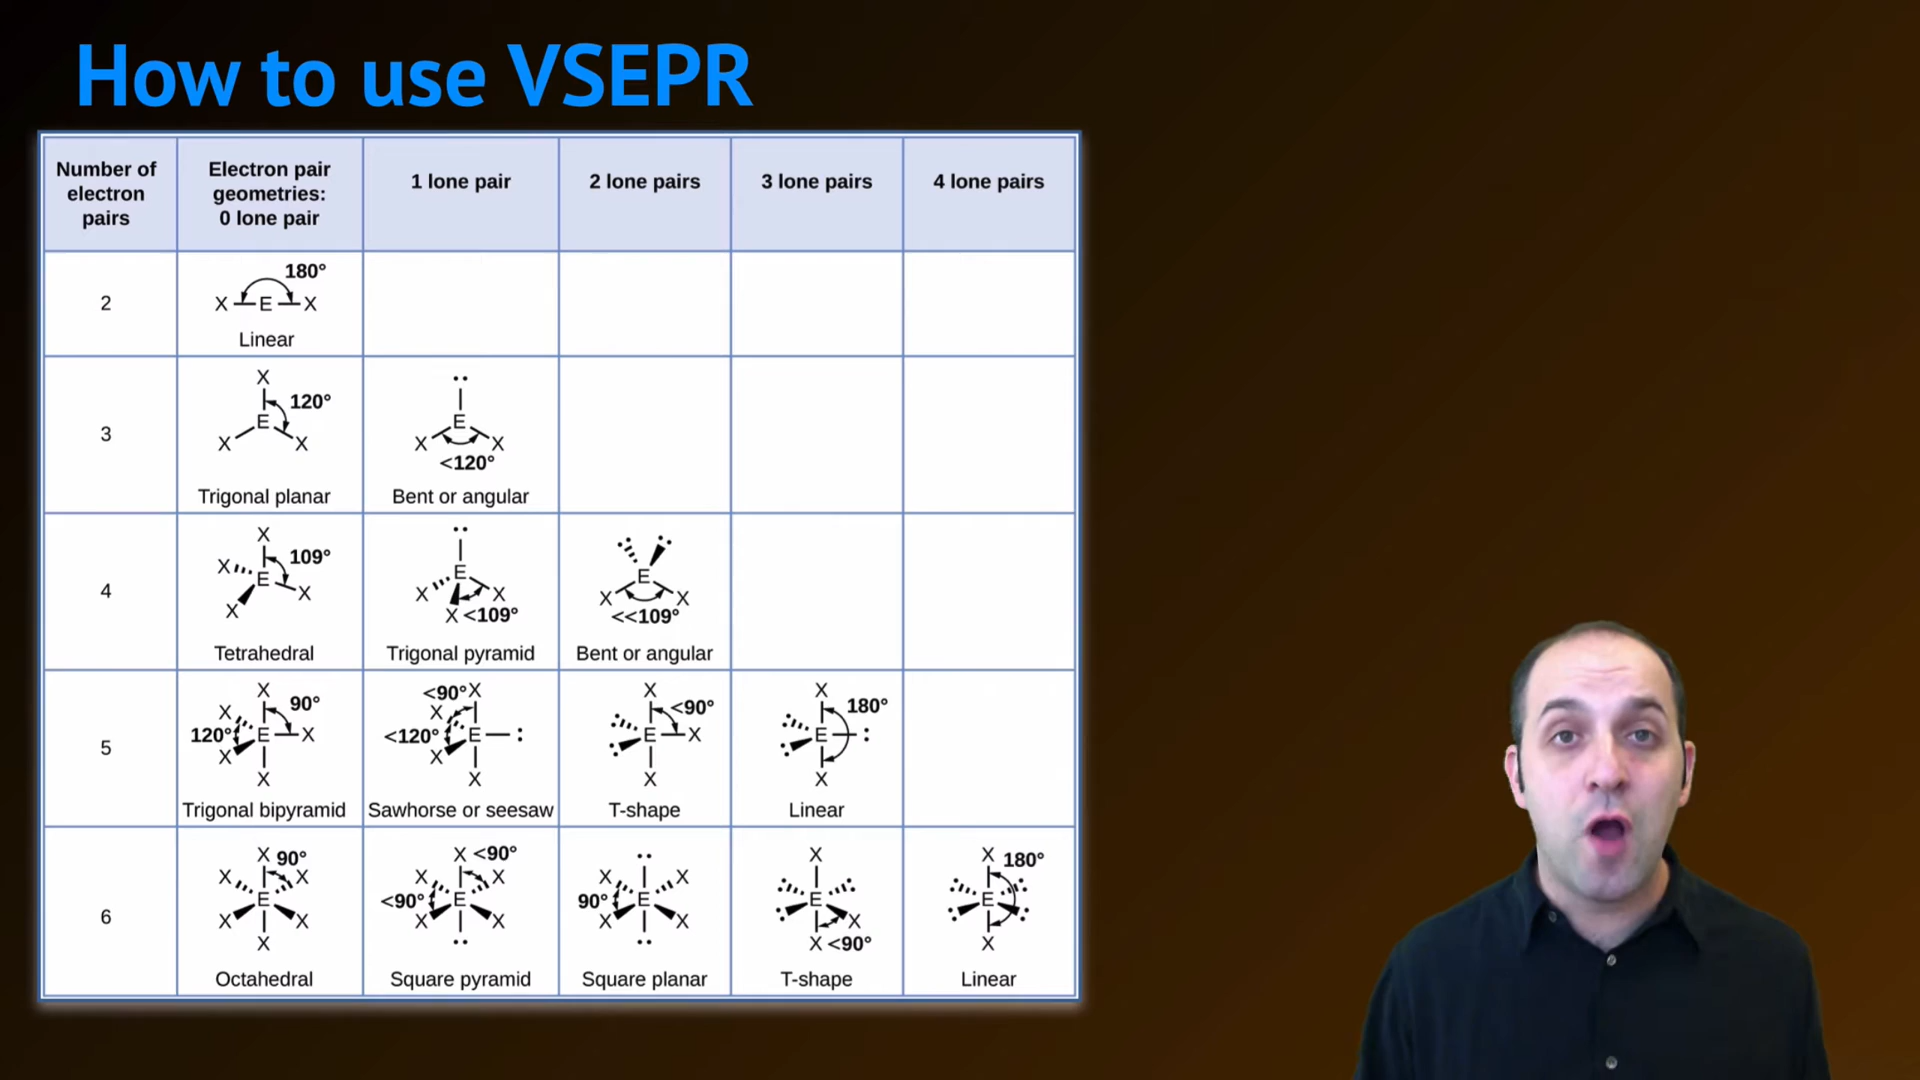 How to use VSEPR
Number of
electron
pairs
Electron pair
geometries:
0 lone pair
1 lone pair
2 lone pairs
3 lone pairs
4 lone pairs
2
180°
X E X
Linear
3
X
120°
E
X X
Trigonal planar
E
X X
<120°
Bent or angular
4
X
109°
X
E
X
X
Tetrahedral
E
X X
X <109°
Trigonal pyramid
E
X X
<<109°
Bent or angular
5
X
90°
X
120° E X
X
X
Trigonal bipyramid
<90° X
X
<120° E
X
X
Sawhorse or seesaw
X
<90°
E X
X
T-shape
X
180°
E
X
Linear
6
X 90°
X X
E
X X
X
Octahedral
X <90°
X X
<90° E
X X
Square pyramid
X X
90° E
X X
Square planar
X
E
X
X <90°
T-shape
X 180°
E
X
Linear